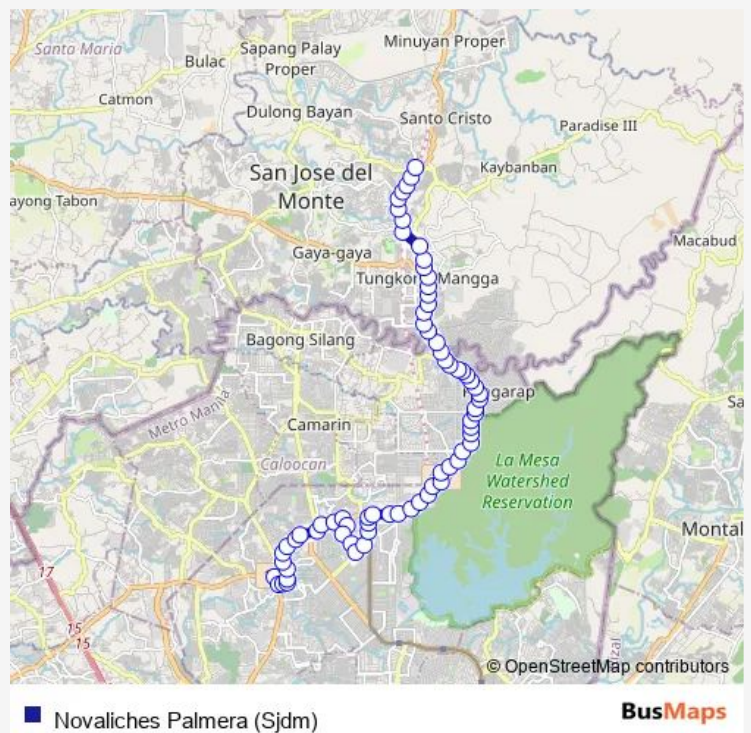 Santa Maria
Bulac
Sapang Palay
Proper
Minuyan Proper
Catmon
Dulong Bayan
Santo Cristo
Paradise III
San Jose del
Monte
Kaybanban
ayong Tabon
Gaya-gaya
Macabud
Tungkong Mangga
Bagong Silang
Metro Manila
garap
Sa
Camarin
Caloocan
La Mesa
Watershed
Reservation
Montal
17
15
15
izal
© OpenStreetMap contributors
Novaliches Palmera (Sjdm)
BusMaps